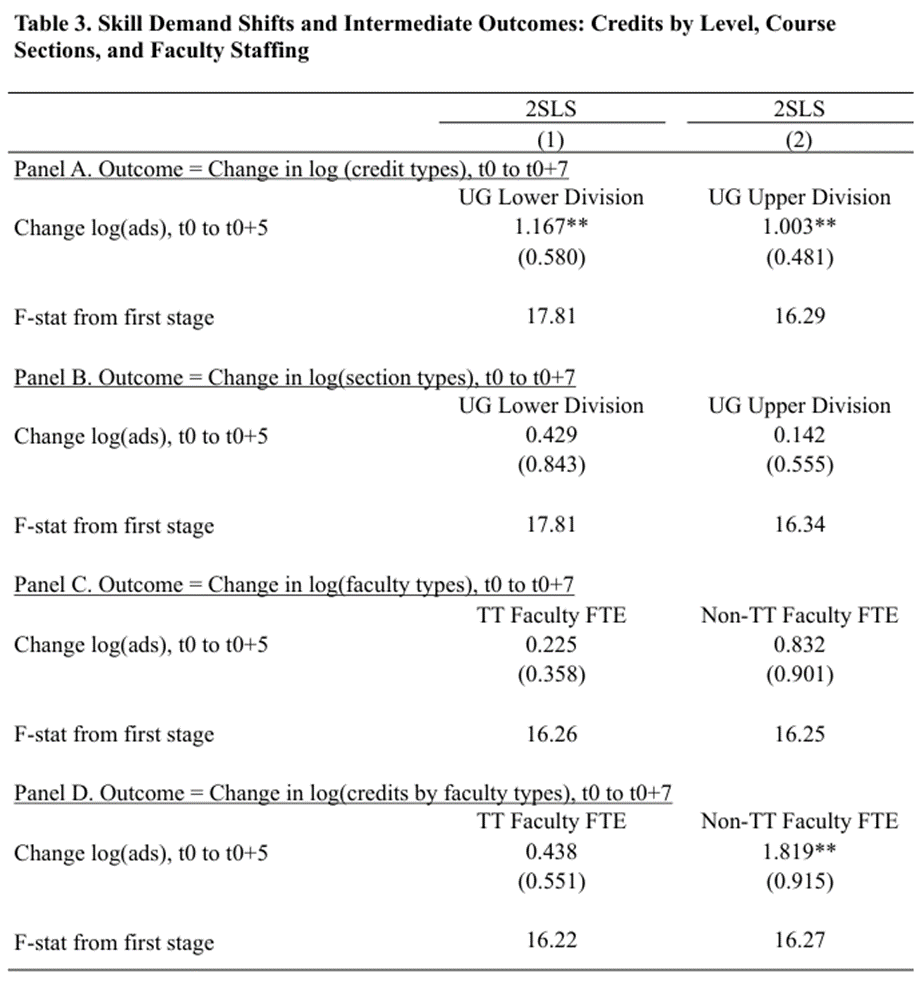 Table 3. Skill Demand Shifts and Intermediate Outcomes: Credits by Level, Course
Sections, and Faculty Staffing
2SLS 2SLS
(1) (2)
Panel A. Outcome = Change in log (credit types), t0 to t0+7
UG Lower Division UG Upper Division
Change log(ads), t0 to t0+5 1.167** 1.003**
(0.580) (0.481)
F-stat from first stage 17.81 16.29
Panel B. Outcome = Change in log(section types), t0 to t0+7
UG Lower Division UG Upper Division
Change log(ads), t0 to t0+5 0.429 0.142
(0.843) (0.555)
F-stat from first stage 17.81 16.34
Panel C. Outcome = Change in log(faculty types), t0 to t0+7
TT Faculty FTE Non-TT Faculty FTE
Change log(ads), t0 to t0+5 0.225 0.832
(0.358) (0.901)
F-stat from first stage 16.26 16.25
Panel D. Outcome = Change in log(credits by faculty types), t0 to t0+7
TT Faculty FTE Non-TT Faculty FTE
Change log(ads), t0 to t0+5 0.438 1.819**
(0.551) (0.915)
F-stat from first stage 16.22 16.27